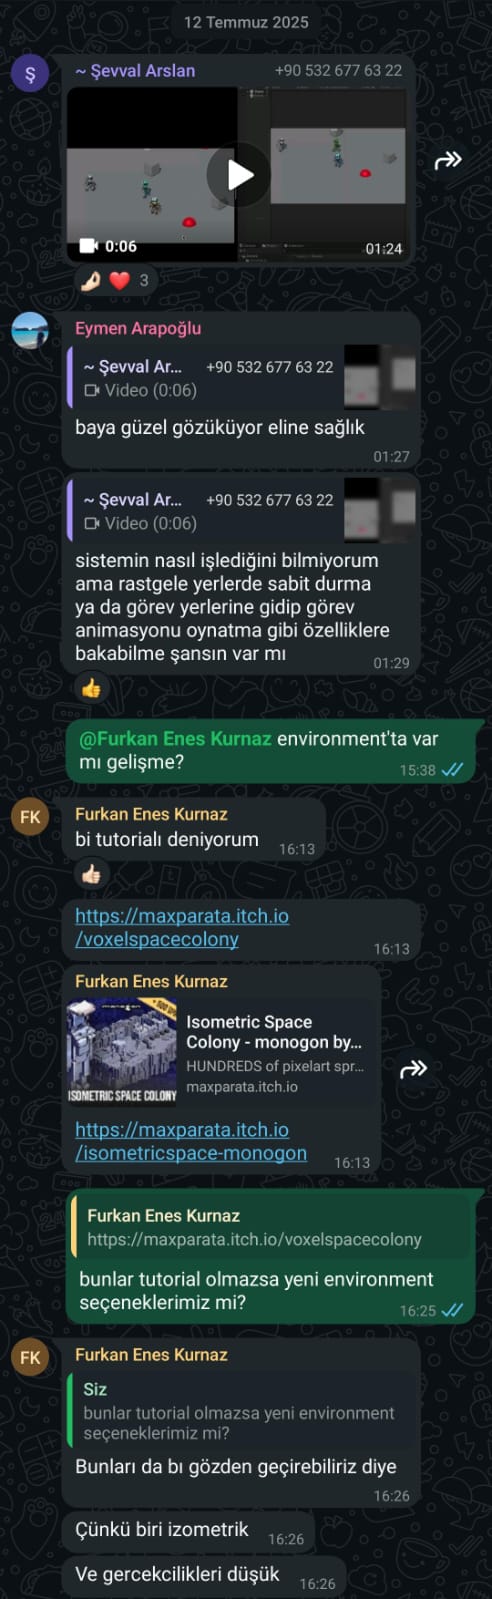 12 Temmuz 2025
Ş
~ Şevval Arslan +90 532 677 63 22
0:06
01:24
3
Eymen Arapoğlu
~ Şevval Ar... +90 532 677 63 22
Video (0:06)
baya güzel gözüküyor eline sağlık
01:27
~ Şevval Ar... +90 532 677 63 22
Video (0:06)
sistemin nasıl işlediğini bilmiyorum
ama rastgele yerlerde sabit durma
ya da görev yerlerine gidip görev
animasyonu oynatma gibi özelliklere
bakabilme şansın var mı
01:29
@Furkan Enes Kurnaz environment'ta var
mı gelişme?
15:38
FK
Furkan Enes Kurnaz
bi tutorialı deniyorum
16:13
https://maxparata.itch.io
/voxelspacecolony
16:13
Furkan Enes Kurnaz
ISOMETRIC SPACE COLONY
Isometric Space
Colony - monogon by...
HUNDREDS of pixelart spr...
maxparata.itch.io
https://maxparata.itch.io
/isometricspace-monogon
16:13
Furkan Enes Kurnaz
https://maxparata.itch.io/voxelspacecolony
bunlar tutorial olmazsa yeni environment
seçeneklerimiz mi?
16:25
FK
Furkan Enes Kurnaz
Siz
bunlar tutorial olmazsa yeni environment
seçeneklerimiz mi?
Bunları da bı gözden geçirebiliriz diye
16:26
Çünkü biri izometrik
16:26
Ve gercekcilikleri düşük
16:26